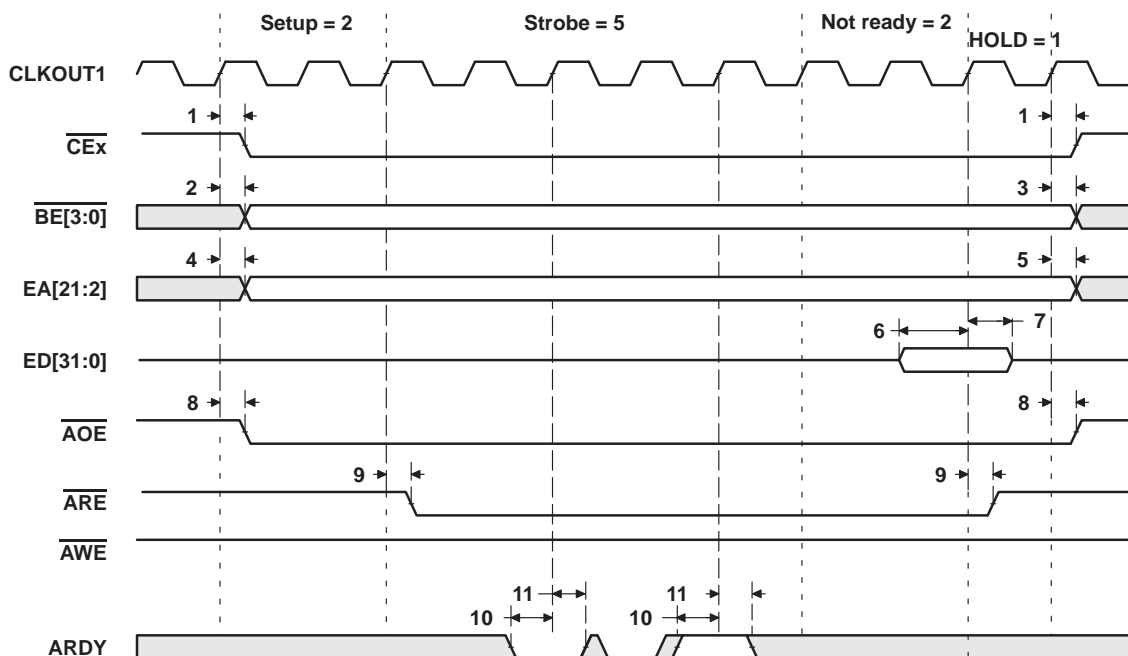 Setup = 2
Strobe = 5
Not ready = 2
HOLD = 1
CLKOUT1
1
1
CEx
2
3
BE[3:0]
4
5
EA[21:2]
6
7
ED[31:0]
8
8
AOE
9
9
ARE
AWE
11
11
10
10
ARDY